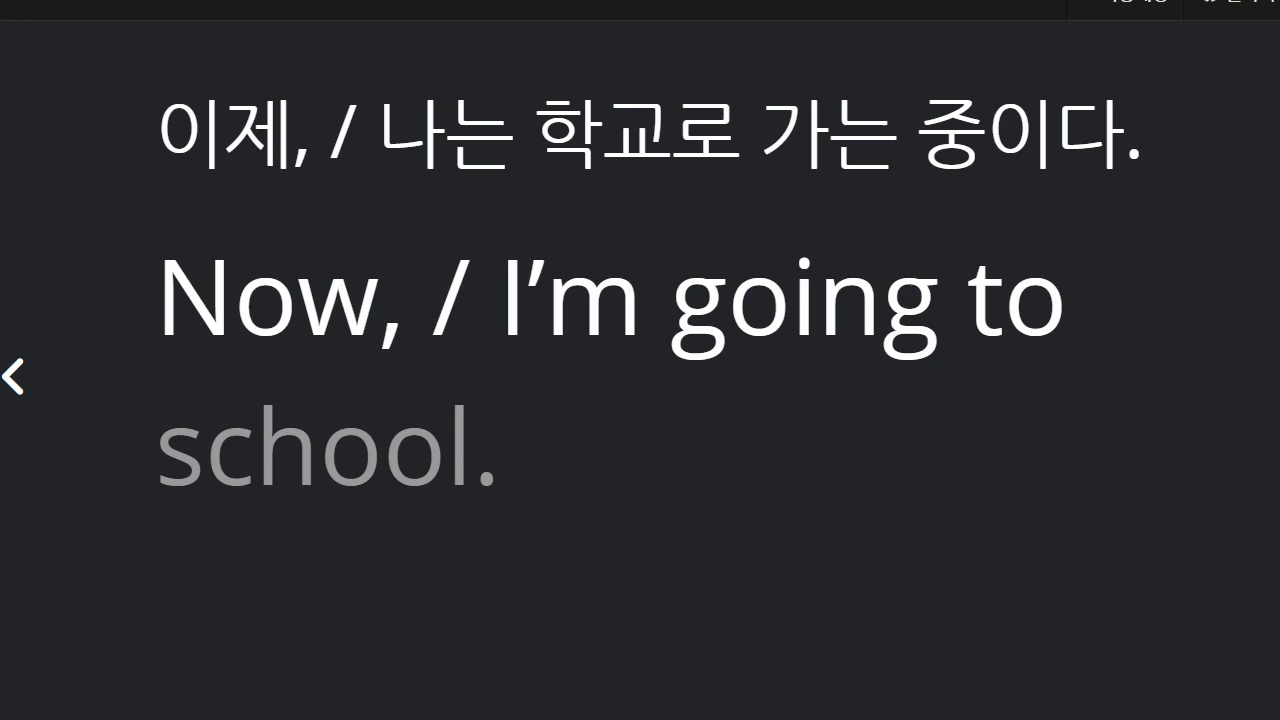 이제, / 나는 학교로 가는 중이다.
Now, / I’m going to
school.